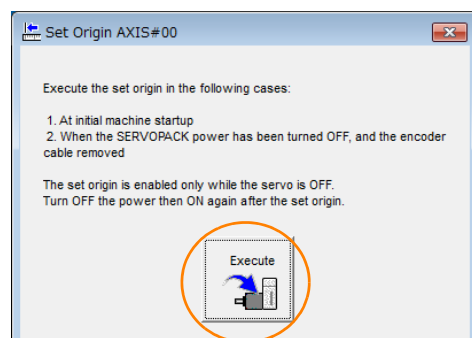 Set Origin AXIS#00
Execute the set origin in the following cases:
1. At initial machine startup
2. When the SERVOPACK power has been turned OFF, and the encoder
cable removed
The set origin is enabled only while the servo is OFF.
Turn OFF the power then ON again after the set origin.
Execute